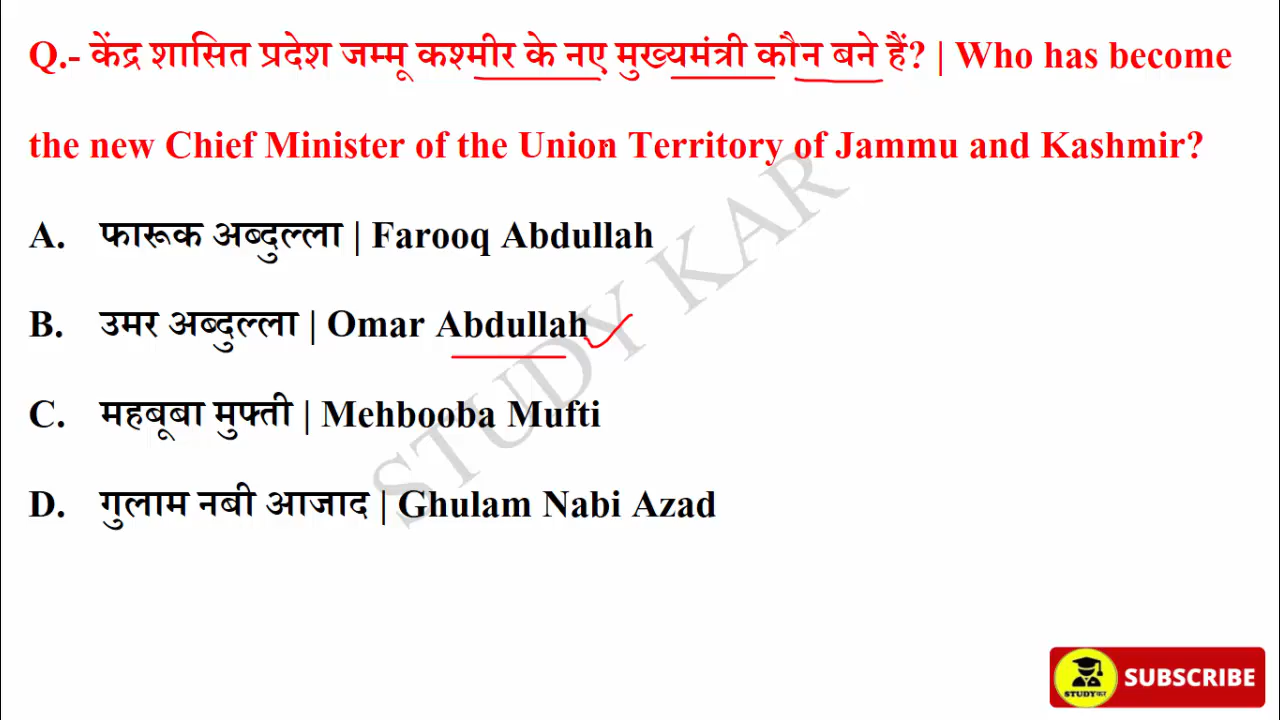 Q.- केंद्र शासित प्रदेश जम्मू कश्मीर के नए मुख्यमंत्री कौन बने हैं? | Who has become
the new Chief Minister of the Union Territory of Jammu and Kashmir?
A. फारूक अब्दुल्ला | Farooq Abdullah
B. उमर अब्दुल्ला | Omar Abdullah
C. महबूबा मुफ्ती | Mehbooba Mufti
D. गुलाम नबी आजाद | Ghulam Nabi Azad
STUDY KAR
STUDYकर
SUBSCRIBE